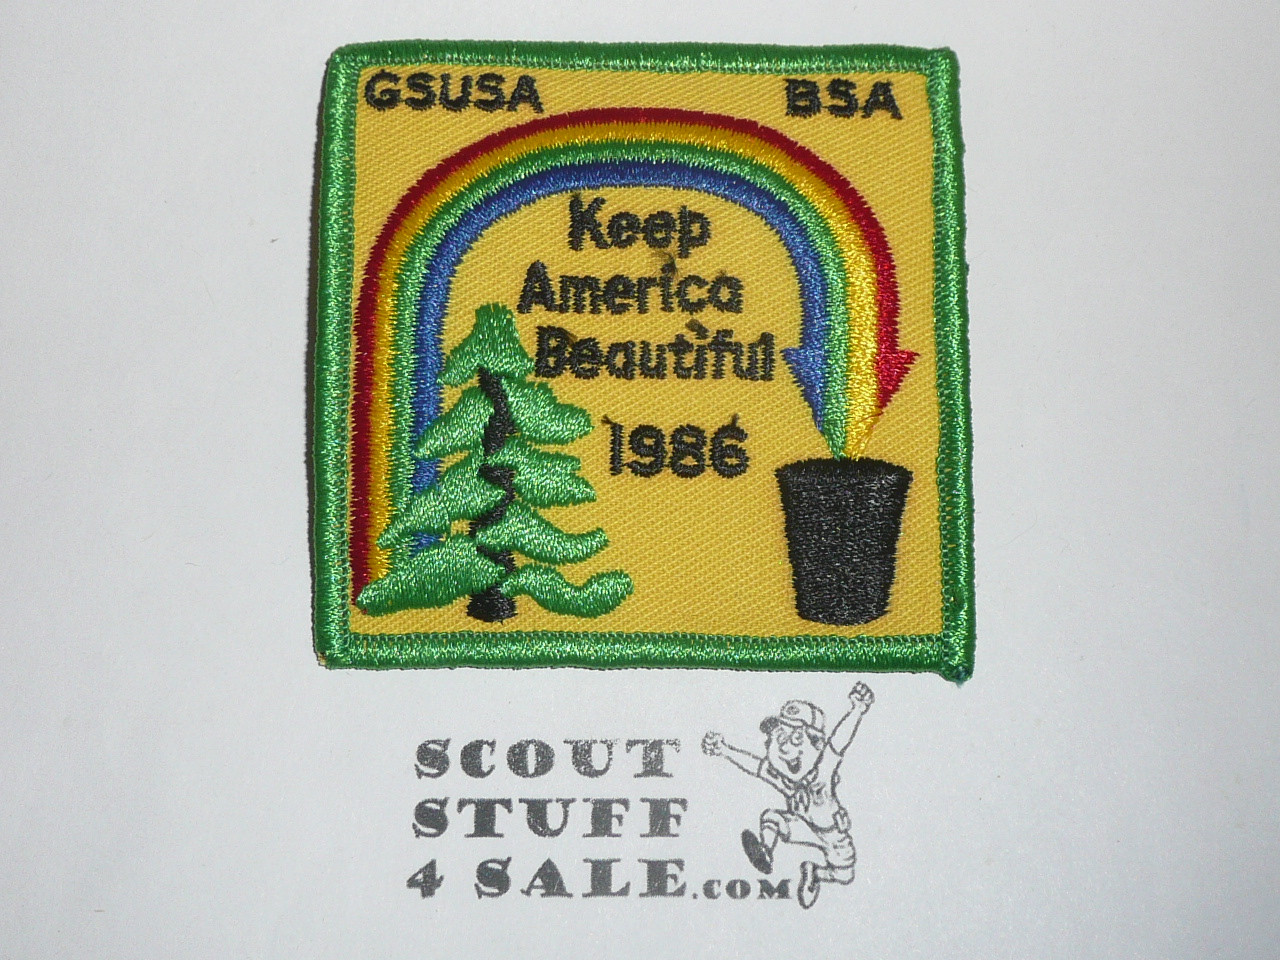 GSUSA BSA
Keep
America
Beautiful
1986
SCOUT
STUFF
4 SALE.COM